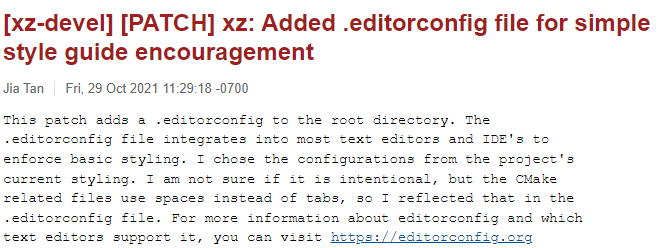 [xz-devel] [PATCH] xz: Added .editorconfig file for simple
style guide encouragement
Jia Tan Fri, 29 Oct 2021 11:29:18 -0700
This patch adds a .editorconfig to the root directory. The
.editorconfig file integrates into most text editors and IDE's to
enforce basic styling. I chose the configurations from the project's
current styling. I am not sure if it is intentional, but the CMake
related files use spaces instead of tabs, so I reflected that in the
.editorconfig file. For more information about editorconfig and which
text editors support it, you can visit https://editorconfig.org